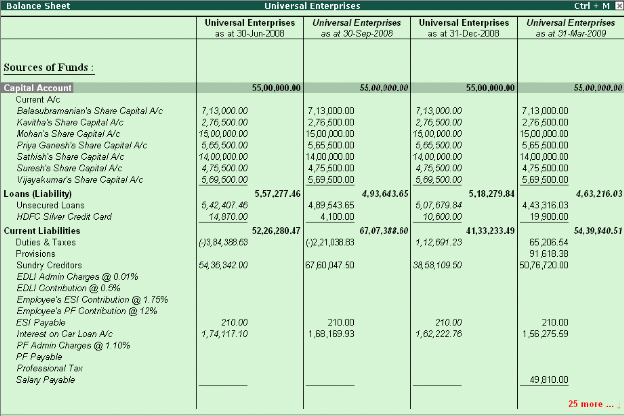 Balance Sheet Universal Enterprises Ctrl + M
Universal Enterprises Universal Enterprises Universal Enterprises Universal Enterprises
as at 30-Jun-2008 as at 30-Sep-2008 as at 31-Dec-2008 as at 31-Mar-2009
Sources of Funds :
Capital Account 55,00,000.00 55,00,000.00 55,00,000.00 55,00,000.00
Current A/c
Balasubramanian's Share Capital A/c 7,13,000.00 7,13,000.00 7,13,000.00 7,13,000.00
Kavitha's Share Capital A/c 2,76,500.00 2,76,500.00 2,76,500.00 2,76,500.00
Mohan's Share Capital A/c 15,00,000.00 15,00,000.00 15,00,000.00 15,00,000.00
Priya Ganesh's Share Capital A/c 5,65,500.00 5,65,500.00 5,65,500.00 5,65,500.00
Sathish's Share Capital A/c 14,00,000.00 14,00,000.00 14,00,000.00 14,00,000.00
Suresh's Share Capital A/c 4,75,500.00 4,75,500.00 4,75,500.00 4,75,500.00
Vijayakumar's Share Capital A/c 5,69,500.00 5,69,500.00 5,69,500.00 5,69,500.00
Loans (Liability) 5,57,277.46 4,93,643.65 5,18,279.84 4,63,216.03
Unsecured Loans 5,42,407.46 4,89,543.65 5,07,679.84 4,43,316.03
HDFC Silver Credit Card 14,870.00 4,100.00 10,600.00 19,900.00
Current Liabilities 52,26,280.47 67,07,388.60 41,33,233.49 54,39,840.51
Duties & Taxes (-)3,84,388.63 (-)2,21,038.83 1,12,691.23 65,206.54
Provisions 91,618.38
Sundry Creditors 54,36,342.00 67,60,047.50 38,58,109.50 50,76,720.00
EDLI Admin Charges @ 0.01%
EDLI Contribution @ 0.5%
Employee's ESI Contribution @ 1.75%
Employee's PF Contribution @ 12%
ESI Payable 210.00 210.00 210.00 210.00
Interest on Car Loan A/c 1,74,117.10 1,68,169.93 1,62,222.76 1,56,275.59
PF Admin Charges @ 1.10%
PF Payable
Professional Tax
Salary Payable 49,810.00
25 more ...